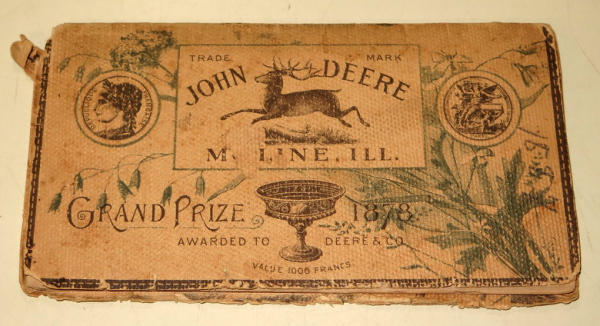 TRADE MARK
JOHN DEERE
M LINE, ILL.
GRAND PRIZE 1878.
AWARDED TO DEERE & CO.
VALUE 1000 FRANCS